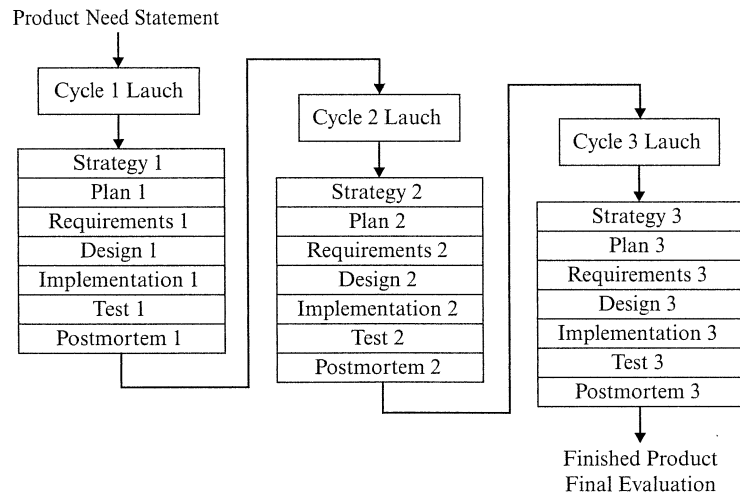 Product Need Statement
Cycle 1 Lauch
Strategy 1
Plan 1
Requirements 1
Design 1
Implementation 1
Test 1
Postmortem 1
Cycle 2 Lauch
Strategy 2
Plan 2
Requirements 2
Design 2
Implementation 2
Test 2
Postmortem 2
Cycle 3 Lauch
Strategy 3
Plan 3
Requirements 3
Design 3
Implementation 3
Test 3
Postmortem 3
Finished Product
Final Evaluation